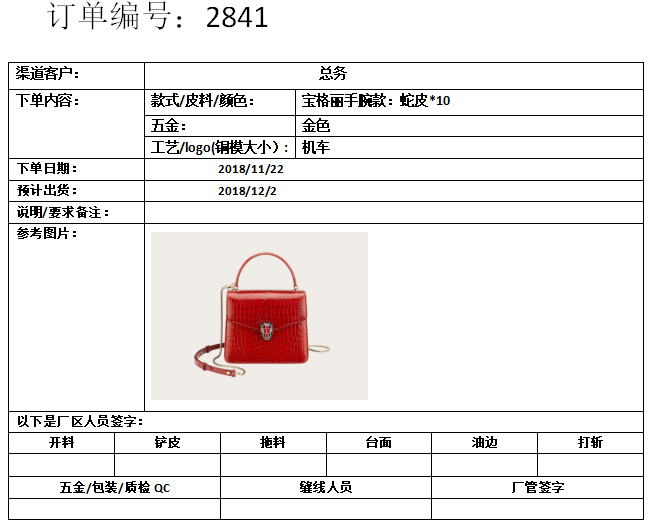 订单编号：2841
渠道客户： 总务
下单内容： 款式/皮料/颜色： 宝格丽手腕款：蛇皮*10
五金： 金色
工艺/logo(铜模大小）： 机车
下单日期： 2018/11/22
预计出货： 2018/12/2
说明/要求备注：
参考图片：
以下是厂区人员签字：
开料 铲皮 拖料 台面 油边 打斩
五金/包装/质检 QC 缝线人员 厂管签字